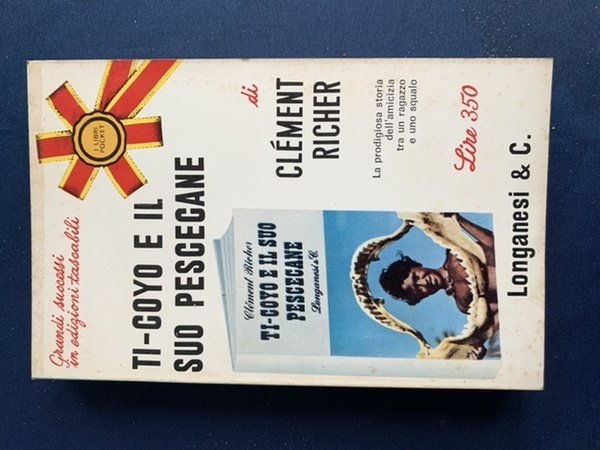 Grandi successi
in edizioni tascabili
I LIBRI
POCKET
TI-COYO E IL
SUO PESCECANE
di
CLÉMENT
RICHER
La prodigiosa storia
dell'amicizia
tra un ragazzo
e uno squalo
Lire 350
Clément Richer
TI-COYO E IL SUO
PESCECANE
Longanesi & C.
Longanesi & C.